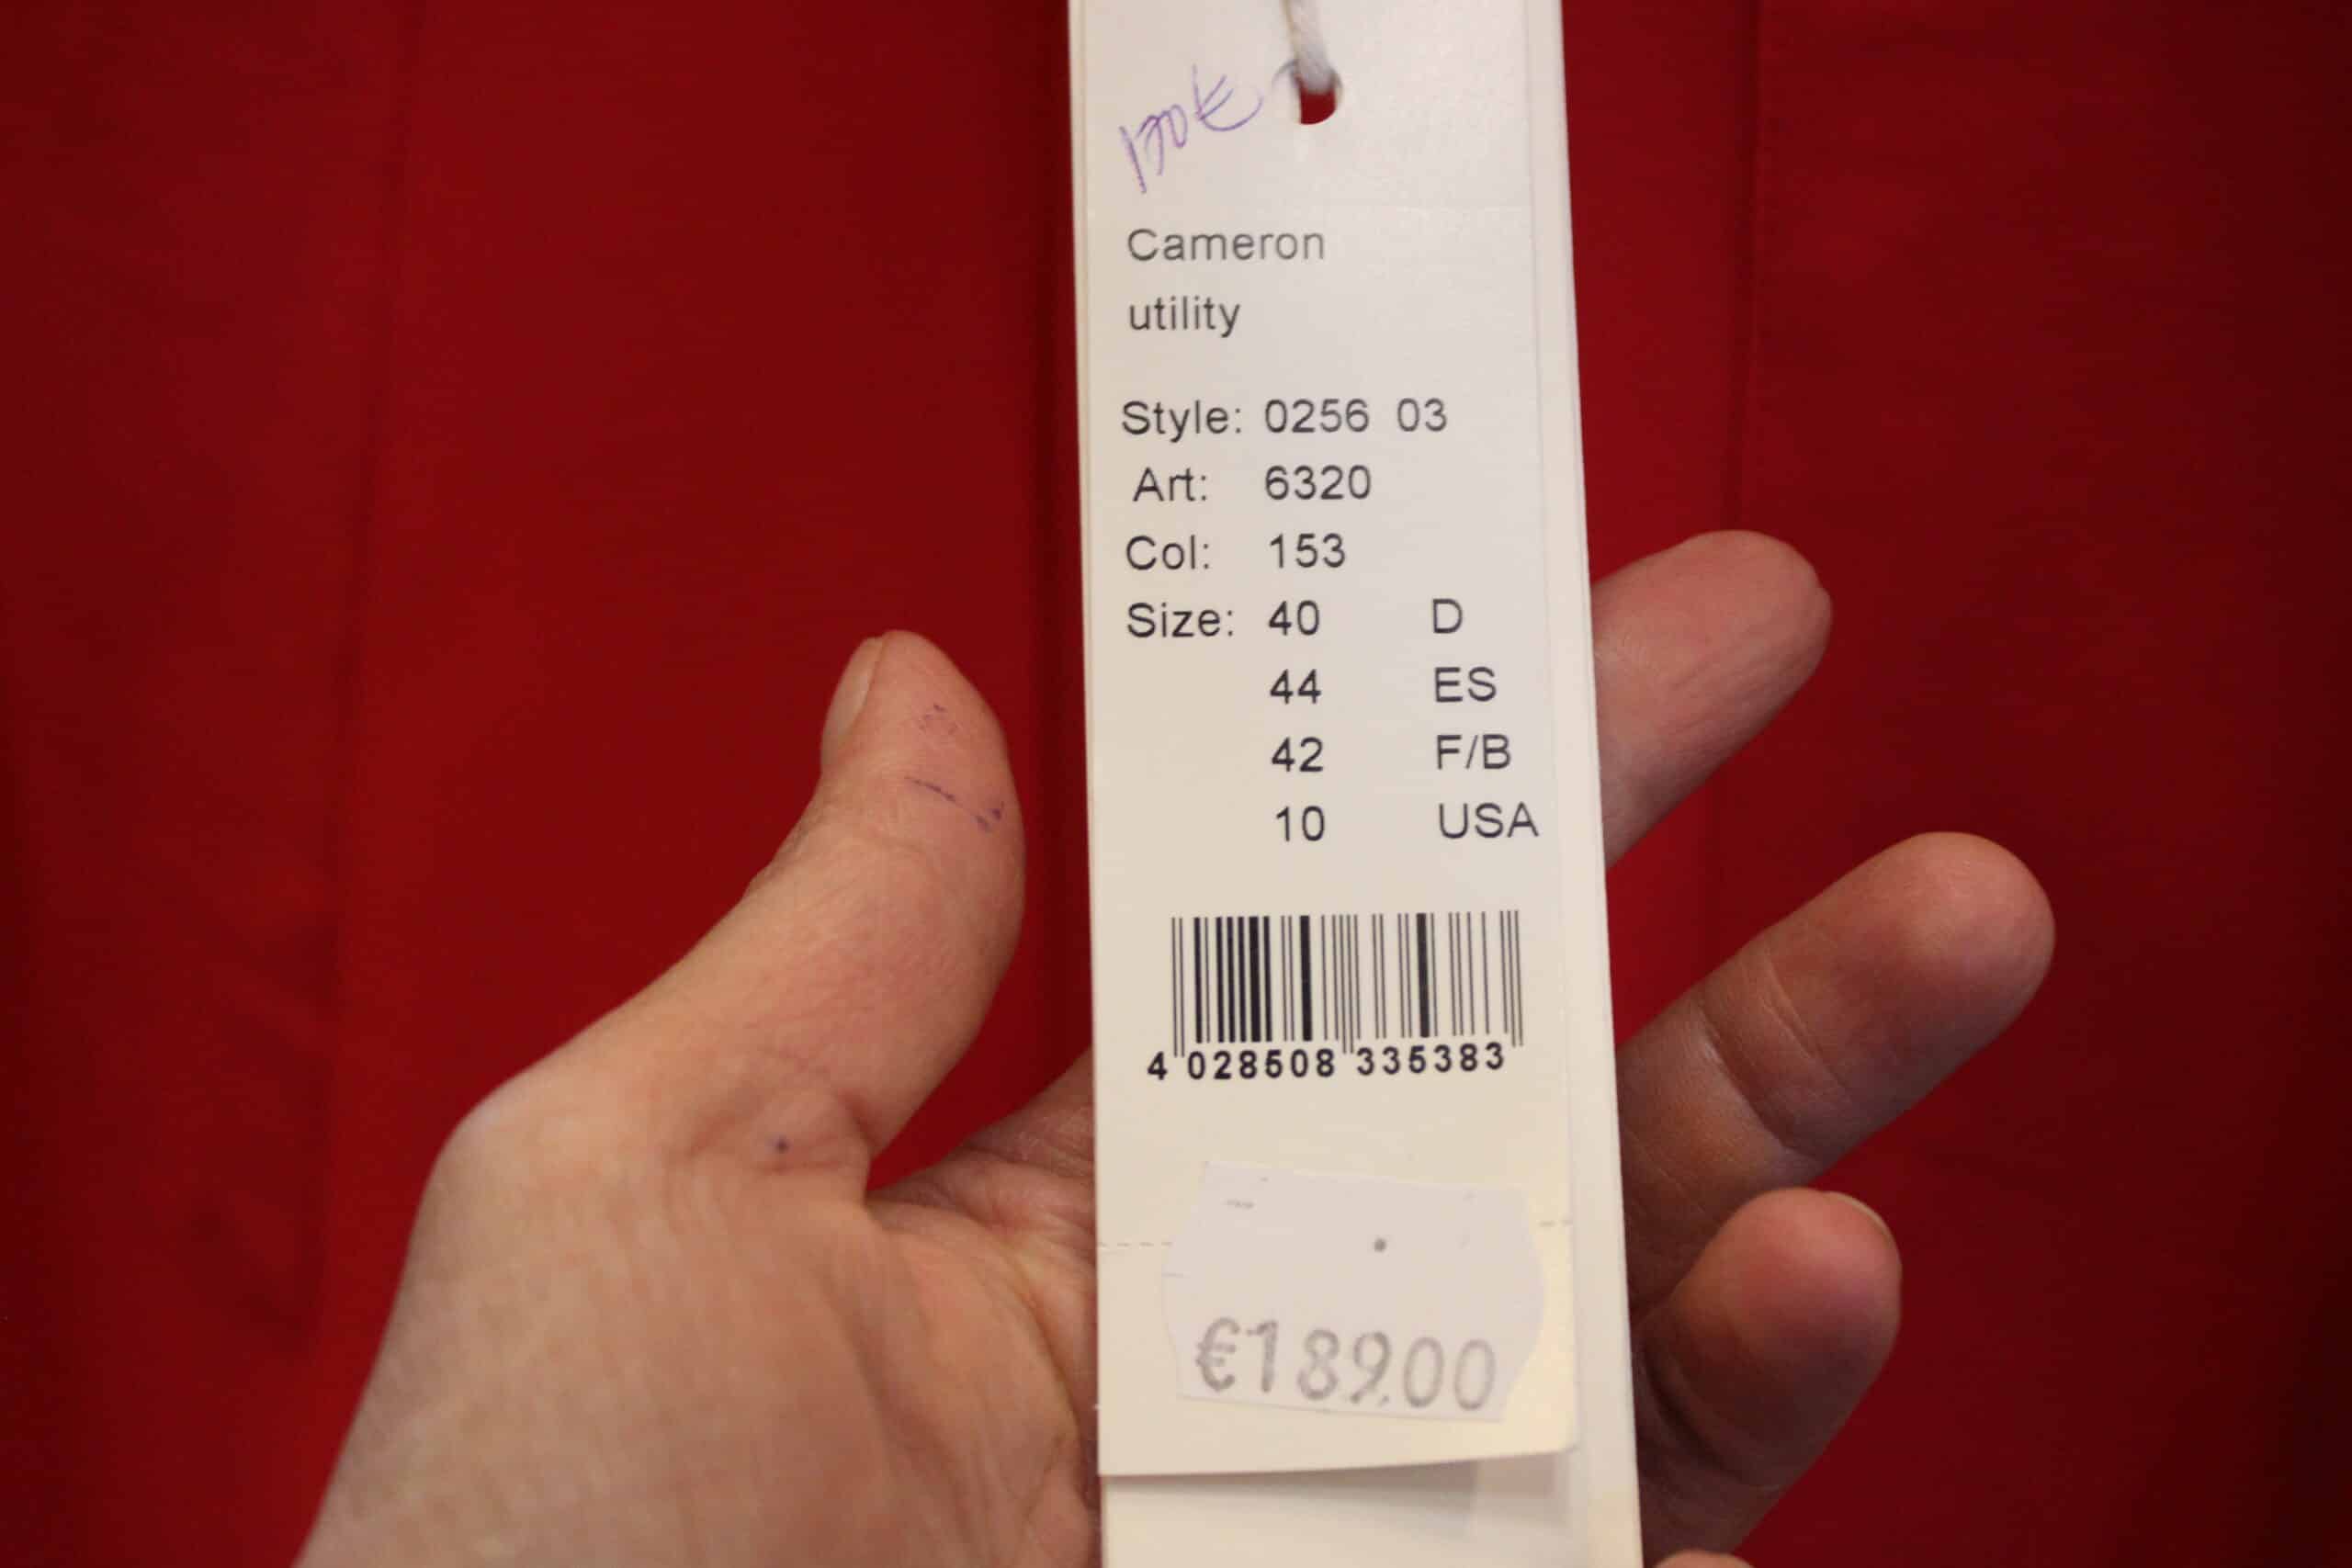 130€
Cameron
utility
Style: 0256 03
Art: 6320
Col: 153
Size: 40 D
44 ES
42 F/B
10 USA
4 028508 335383
€189.00